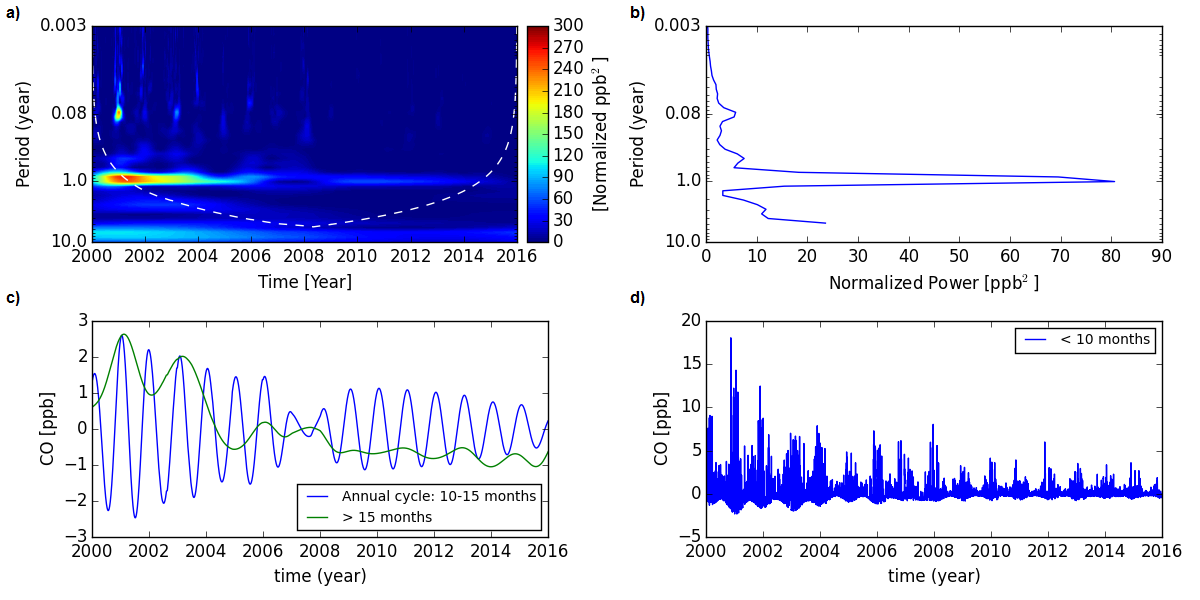 a)
0.003
0.08
1.0
10.0
Period (year)
2000 2002 2004 2006 2008 2010 2012 2014 2016
Time [Year]
300
270
240
210
180
150
120
90
60
30
0
[Normalized ppb² ]
b)
0.003
0.08
1.0
10.0
Period (year)
0 10 20 30 40 50 60 70 80 90
Normalized Power [ppb² ]
c)
3
2
1
0
−1
−2
−3
CO [ppb]
Annual cycle: 10-15 months
> 15 months
2000 2002 2004 2006 2008 2010 2012 2014 2016
time (year)
d)
20
15
10
5
0
−5
CO [ppb]
< 10 months
2000 2002 2004 2006 2008 2010 2012 2014 2016
time (year)